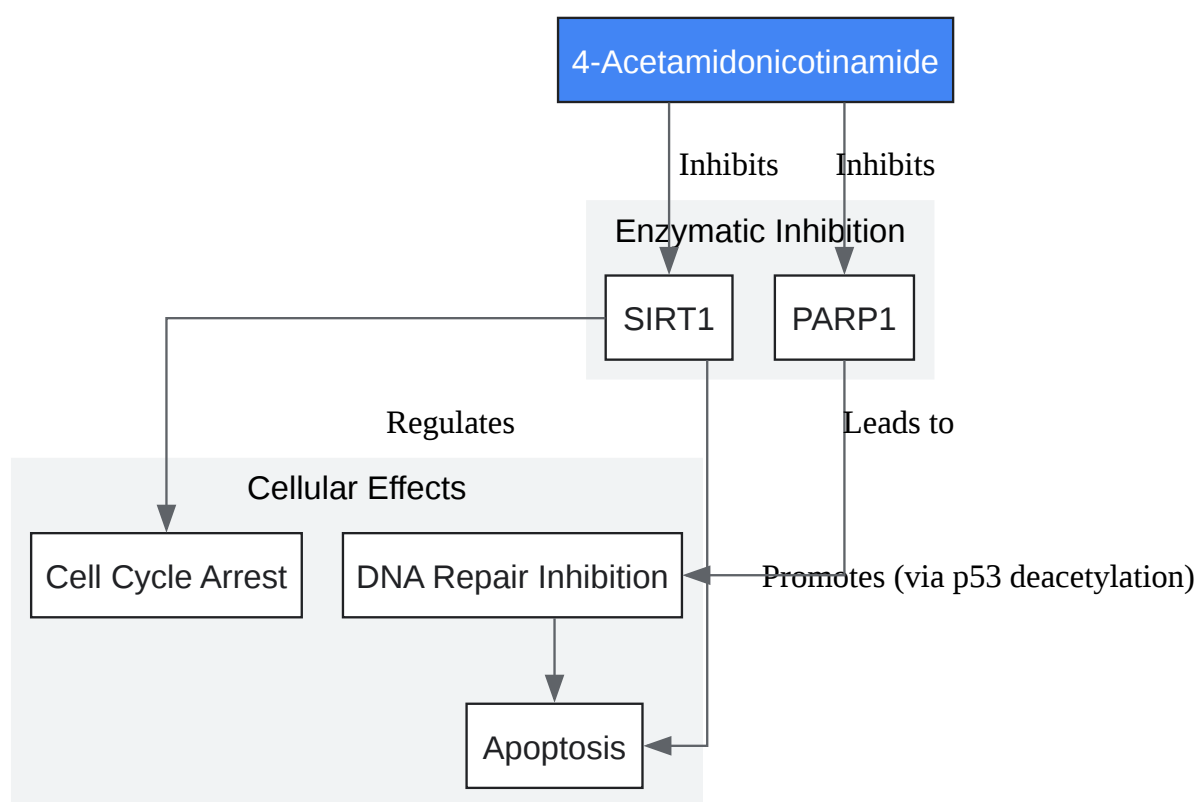 4-Acetamidonicotinamide
Inhibits
Inhibits
Enzymatic Inhibition
SIRT1
PARP1
Regulates
Leads to
Cellular Effects
Cell Cycle Arrest
DNA Repair Inhibition
Promotes (via p53 deacetylation)
Apoptosis